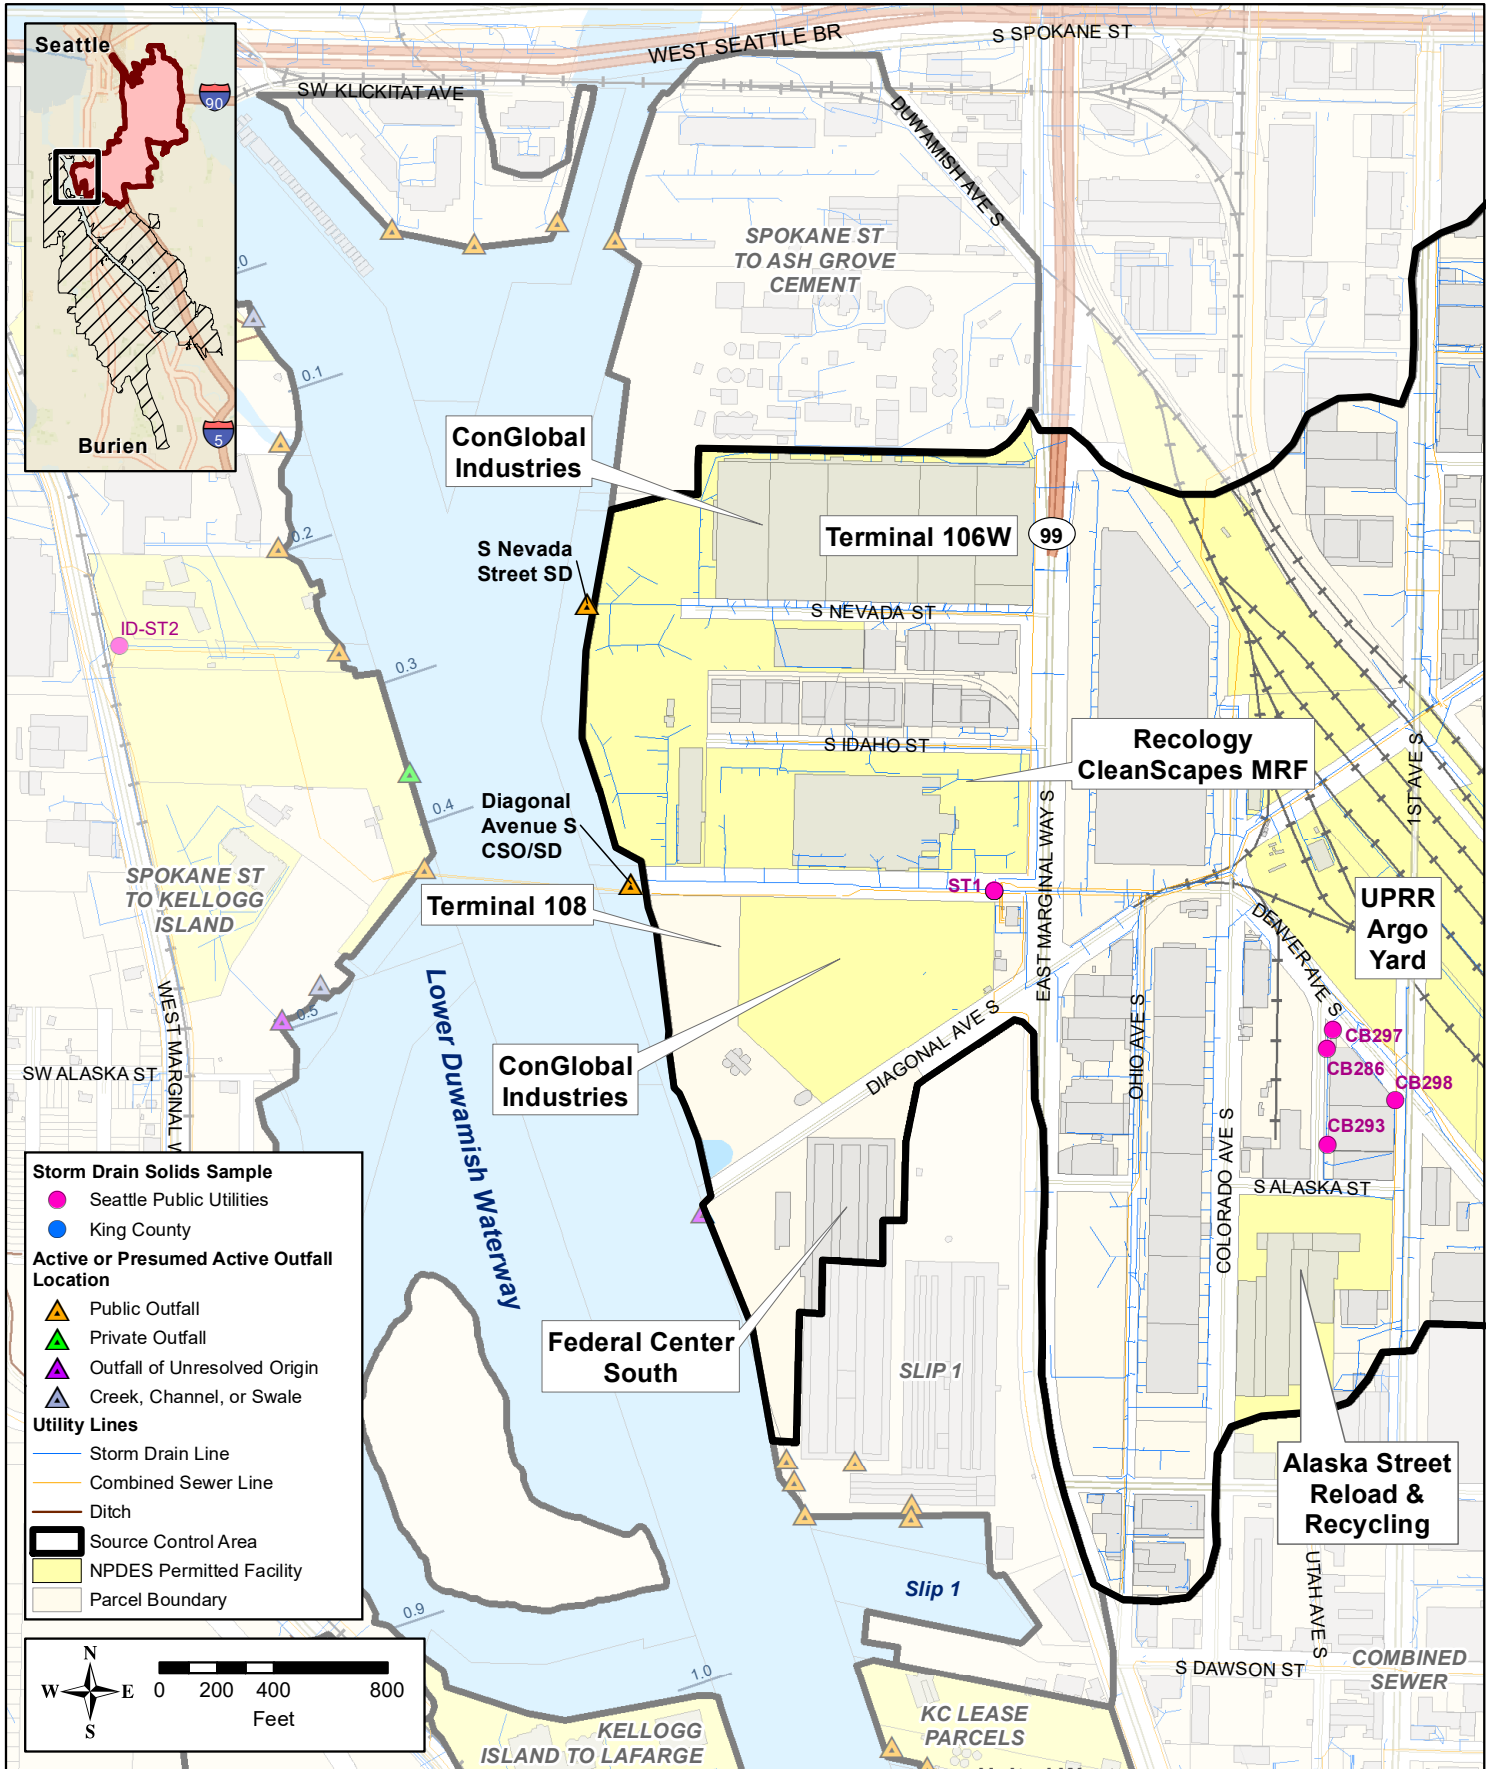 Seattle
90
5
Burien
WEST SEATTLE BR
S SPOKANE ST
SW KLICKITAT AVE
DUWAMISH AVE S
SPOKANE ST
TO ASH GROVE
CEMENT
.0
0.1
ConGlobal
Industries
Terminal 106W
99
S Nevada
Street SD
0.2
S NEVADA ST
ID-ST2
0.3
Recology
CleanScapes MRF
S IDAHO ST
1ST AVE S
0.4
Diagonal
Avenue S
CSO/SD
EAST MARGINAL WAY S
SPOKANE ST
TO KELLOGG
ISLAND
Terminal 108
ST1
UPRR
Argo
Yard
DENVER AVE S
Lower Duwamish Waterway
0.5
WEST MARGINAL W
SW ALASKA ST
ConGlobal
Industries
DIAGONAL AVE S
OHIO AVE S
COLORADO AVE S
CB297
CB286
CB298
CB293
S ALASKA ST
Storm Drain Solids Sample
Seattle Public Utilities
King County
Active or Presumed Active Outfall
Location
Public Outfall
Private Outfall
Outfall of Unresolved Origin
Creek, Channel, or Swale
Utility Lines
Storm Drain Line
Combined Sewer Line
Ditch
Source Control Area
NPDES Permitted Facility
Parcel Boundary
Federal Center
South
SLIP 1
Alaska Street
Reload &
Recycling
UTAH AVE S
Slip 1
0.9
1.0
S DAWSON ST
COMBINED
SEWER
N
W
E
S
0
200
400
800
Feet
KELLOGG
ISLAND TO LAFARGE
KC LEASE
PARCELS